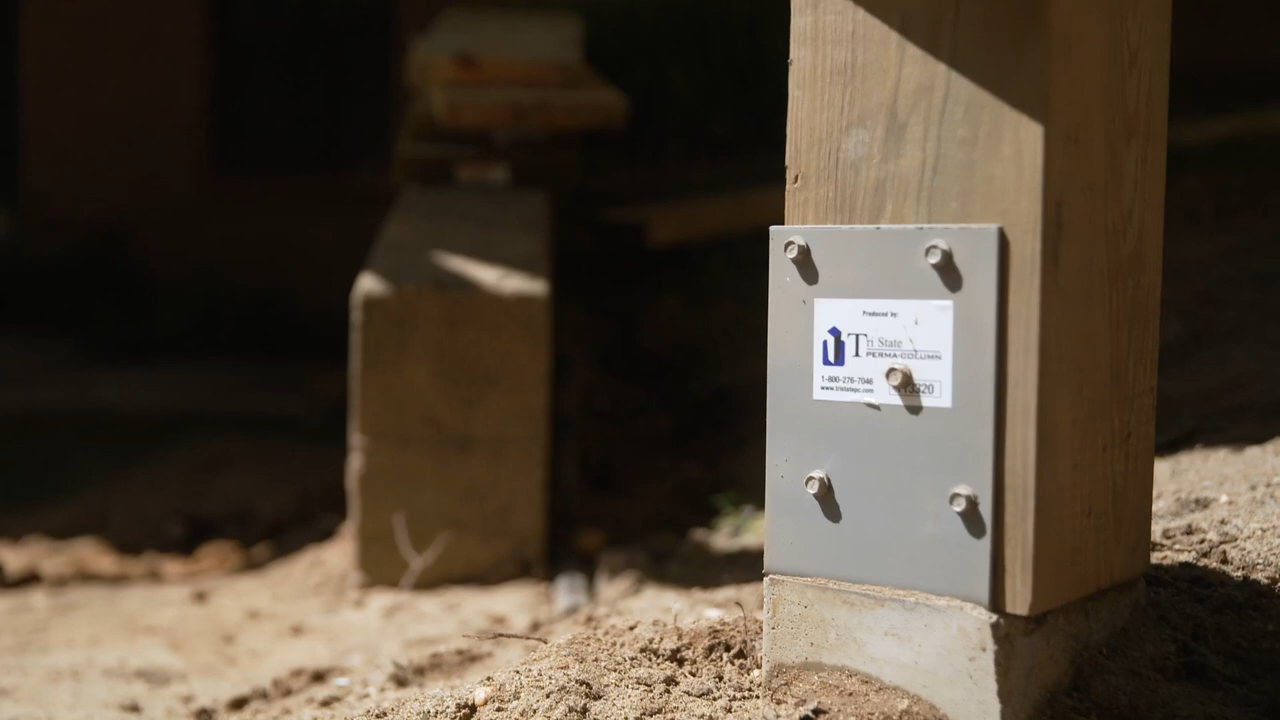 Produced by:
Tri State
PERMA-COLUMN
1-800-276-7046
www.tristatepc.com